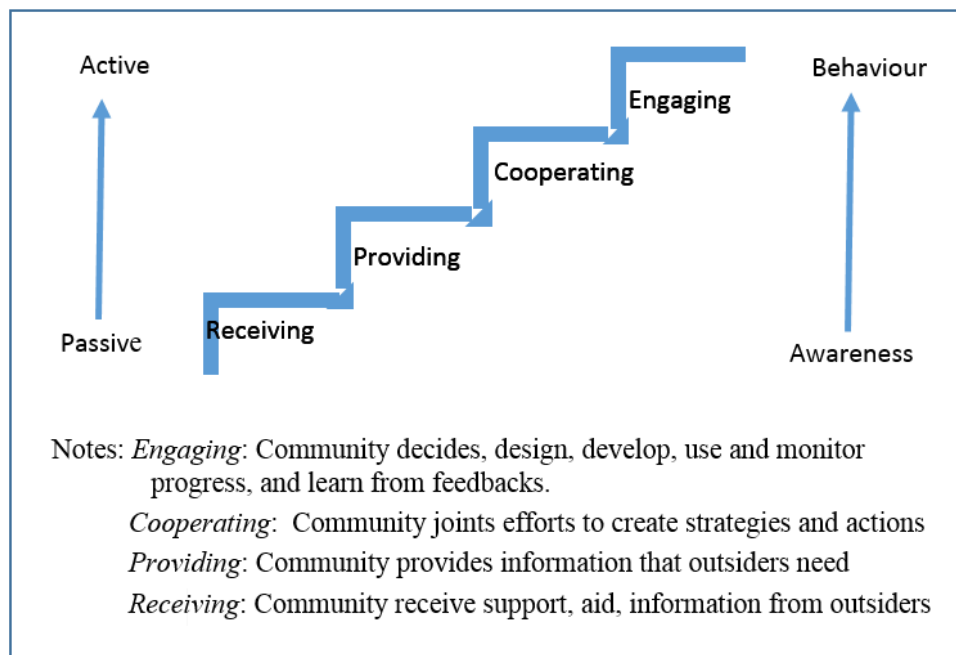 Active
Behaviour
Engaging
Cooperating
Providing
Receiving
Passive
Awareness
Notes: Engaging: Community decides, design, develop, use and monitor
progress, and learn from feedbacks.
Cooperating: Community joints efforts to create strategies and actions
Providing: Community provides information that outsiders need
Receiving: Community receive support, aid, information from outsiders